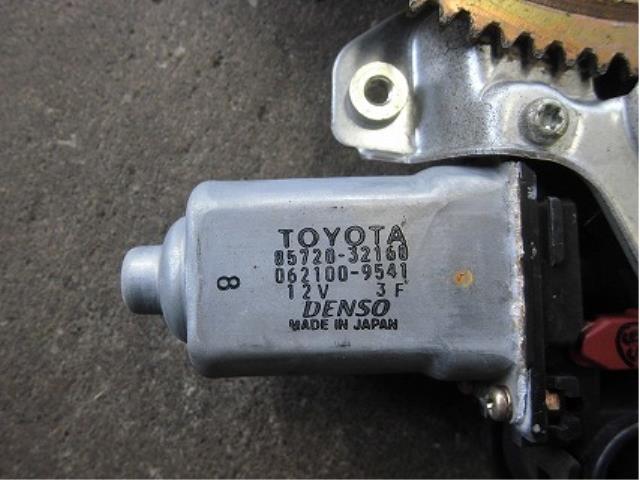 TOYOTA
85720-32160
062100-9541
12V 3F
DENSO
MADE IN JAPAN
8